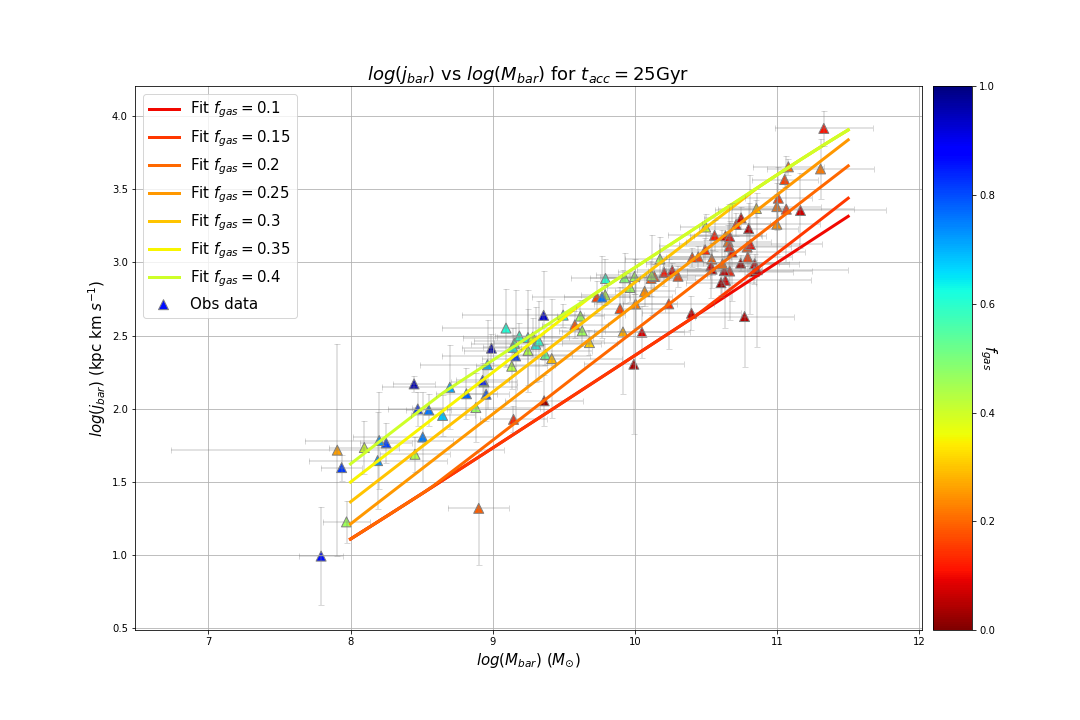 log(j_bar) vs log(M_bar) for t_acc = 25Gyr
Fit f_gas = 0.1
Fit f_gas = 0.15
Fit f_gas = 0.2
Fit f_gas = 0.25
Fit f_gas = 0.3
Fit f_gas = 0.35
Fit f_gas = 0.4
Obs data
log(j_bar) (kpc km s⁻¹)
4.0
3.5
3.0
2.5
2.0
1.5
1.0
0.5
7
8
9
10
11
12
log(M_bar) (M_⊙)
1.0
0.8
0.6
0.4
0.2
0.0
f_gas